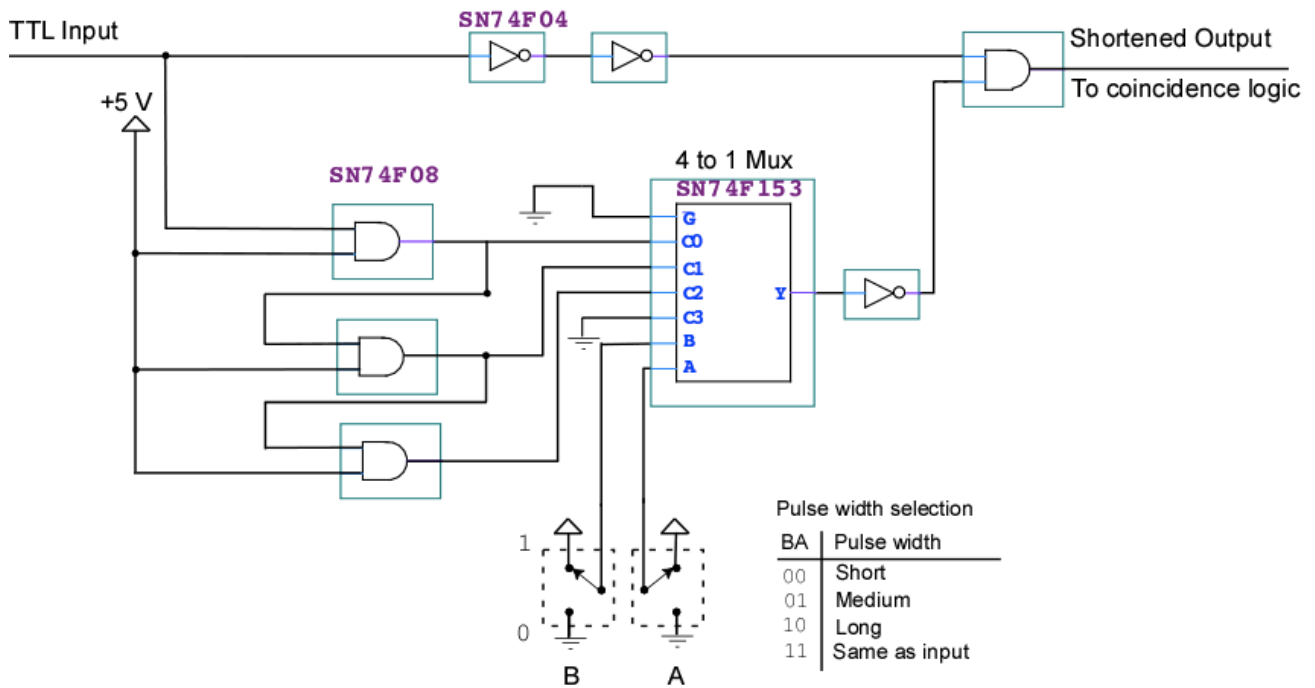 TTL Input
SN74F04
Shortened Output
To coincidence logic
+5 V
SN74F08
4 to 1 Mux
SN74F153
G
C0
C1
C2
C3
B
A
Y
1
0
B
A
Pulse width selection
BA Pulse width
00 Short
01 Medium
10 Long
11 Same as input